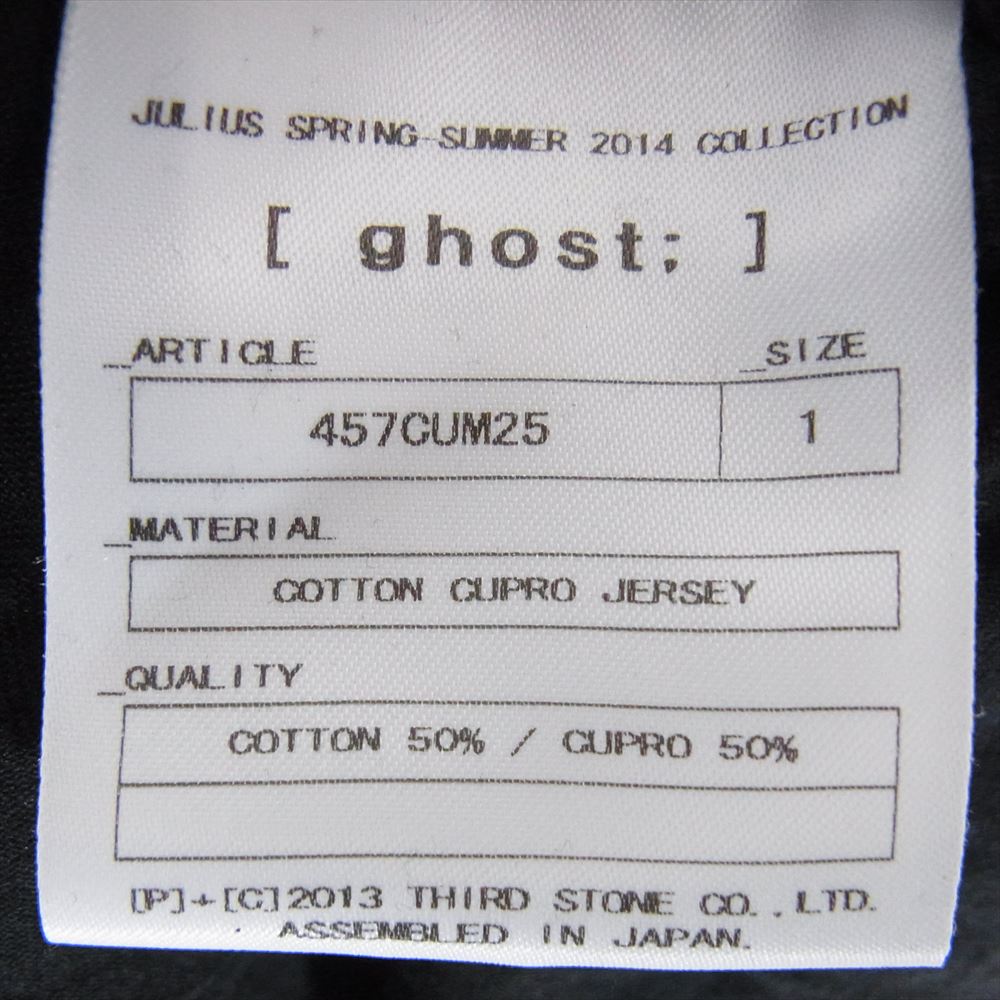 JULIUS SPRING-SUMMER 2014 COLLECTION
[ ghost; ]
_ARTICLE _SIZE
457CUM25 1
_MATERIAL
COTTON CUPRO JERSEY
_QUALITY
COTTON 50% / CUPRO 50%
[P]+[C]2013 THIRD STONE CO.,LTD.
ASSEMBLED IN JAPAN.